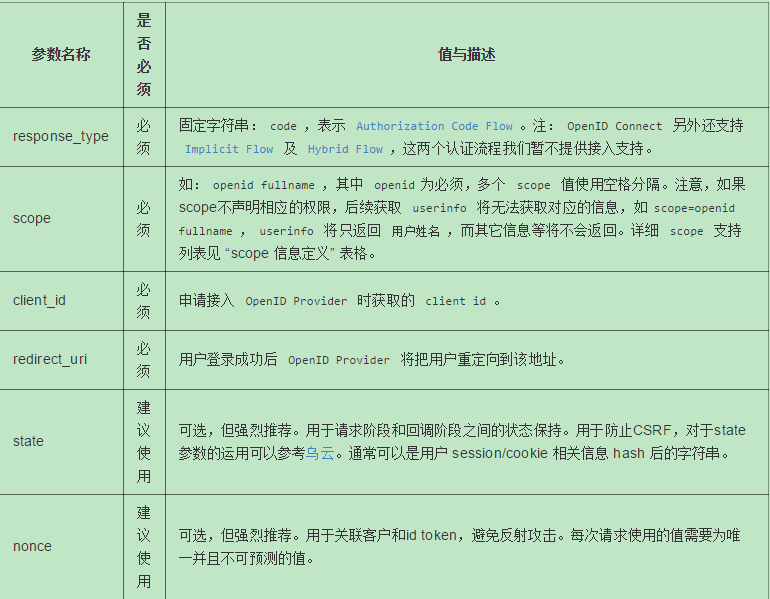 参数名称
是
否
必
须
值与描述
response_type
必
须
固定字符串： code ，表示 Authorization Code Flow 。注： OpenID Connect 另外还支持
Implicit Flow 及 Hybrid Flow ，这两个认证流程我们暂不提供接入支持。
scope
必
须
如： openid fullname ，其中 openid 为必须，多个 scope 值使用空格分隔。注意，如果
scope不声明相应的权限，后续获取 userinfo 将无法获取对应的信息，如 scope=openid
fullname ， userinfo 将只返回 用户姓名 ，而其它信息等将不会返回。详细 scope 支持
列表见 “scope 信息定义” 表格。
client_id
必
须
申请接入 OpenID Provider 时获取的 client id 。
redirect_uri
必
须
用户登录成功后 OpenID Provider 将把用户重定向到该地址。
state
建
议
使
用
可选，但强烈推荐。用于请求阶段和回调阶段之间的状态保持。用于防止CSRF，对于state
参数的运用可以参考乌云。通常可以是用户 session/cookie 相关信息 hash 后的字符串。
nonce
建
议
使
用
可选，但强烈推荐。用于关联客户和id token，避免反射攻击。每次请求使用的值需要为唯
一并且不可预测的值。